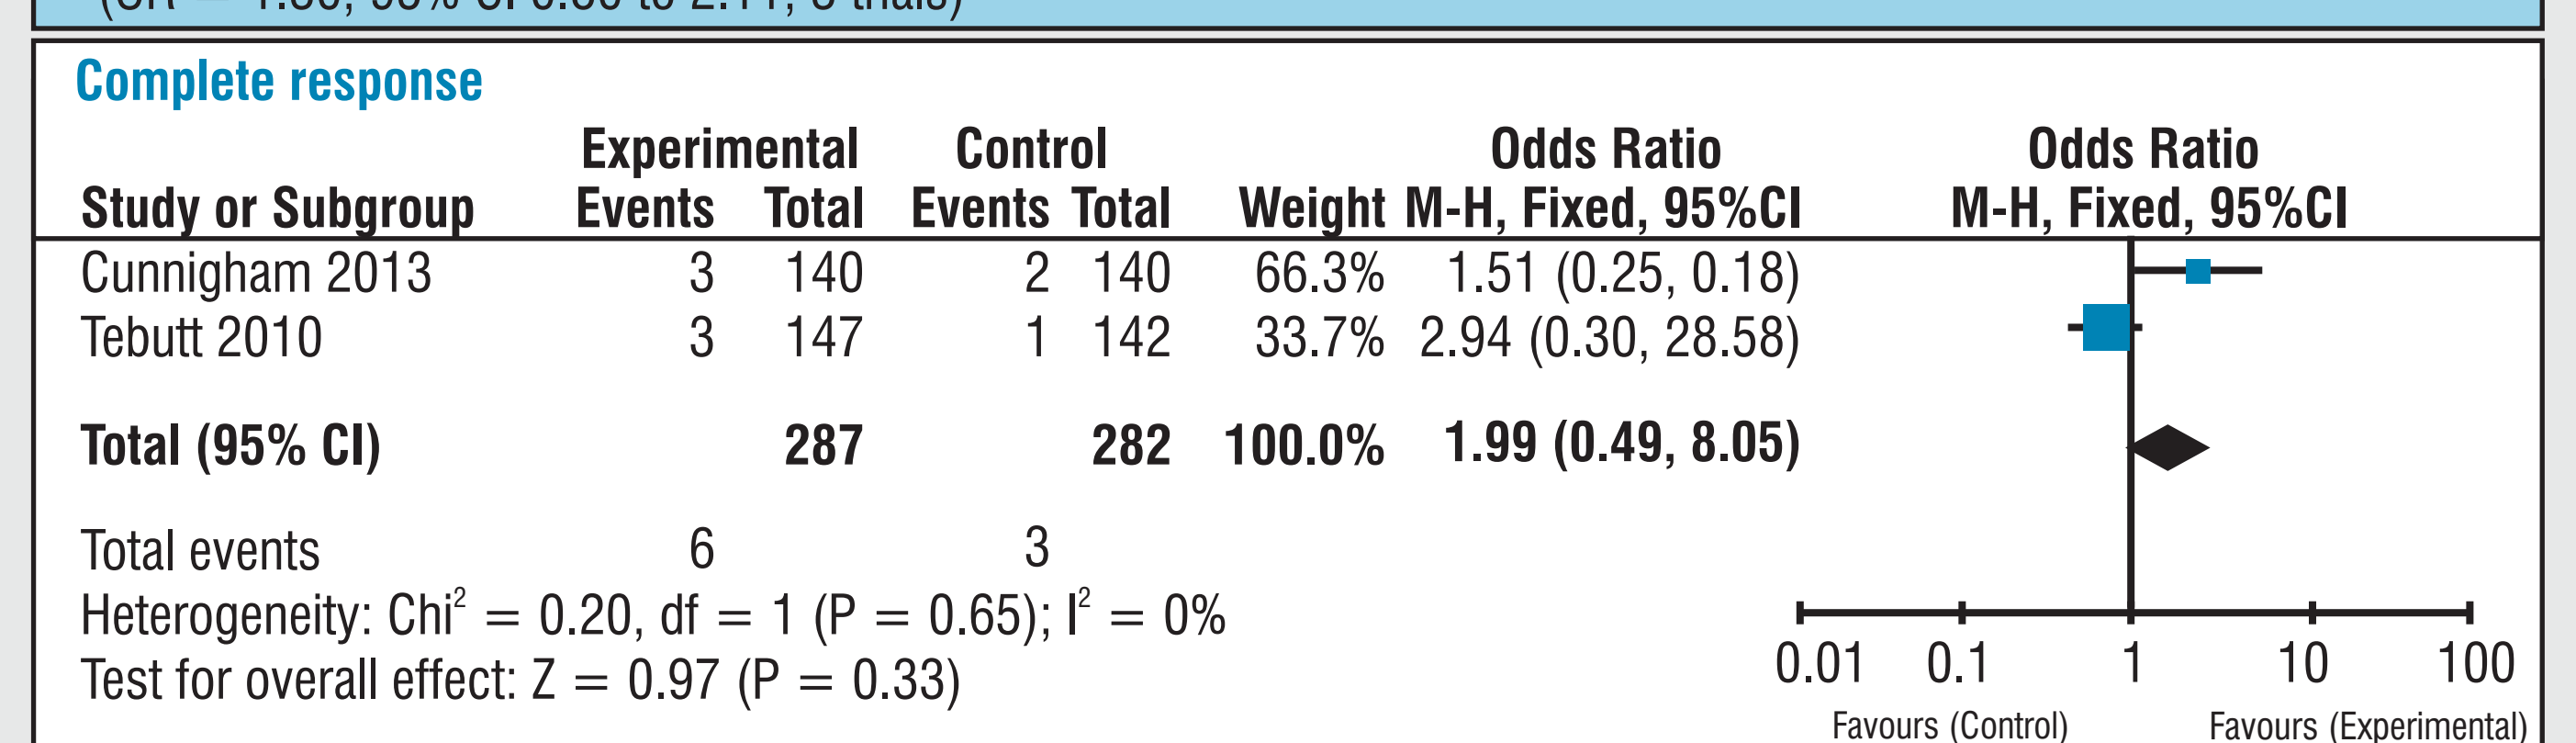 Complete response
Experimental Control Odds Ratio Odds Ratio
Study or Subgroup Events Total Events Total Weight M-H, Fixed, 95%CI M-H, Fixed, 95%CI
Cunnigham 2013 3 140 2 140 66.3% 1.51 (0.25, 0.18)
Tebutt 2010 3 147 1 142 33.7% 2.94 (0.30, 28.58)
Total (95% CI) 287 282 100.0% 1.99 (0.49, 8.05)
Total events 6 3
Heterogeneity: Chi² = 0.20, df = 1 (P = 0.65); I² = 0%
Test for overall effect: Z = 0.97 (P = 0.33)
0.01 0.1 1 10 100
Favours (Control) Favours (Experimental)